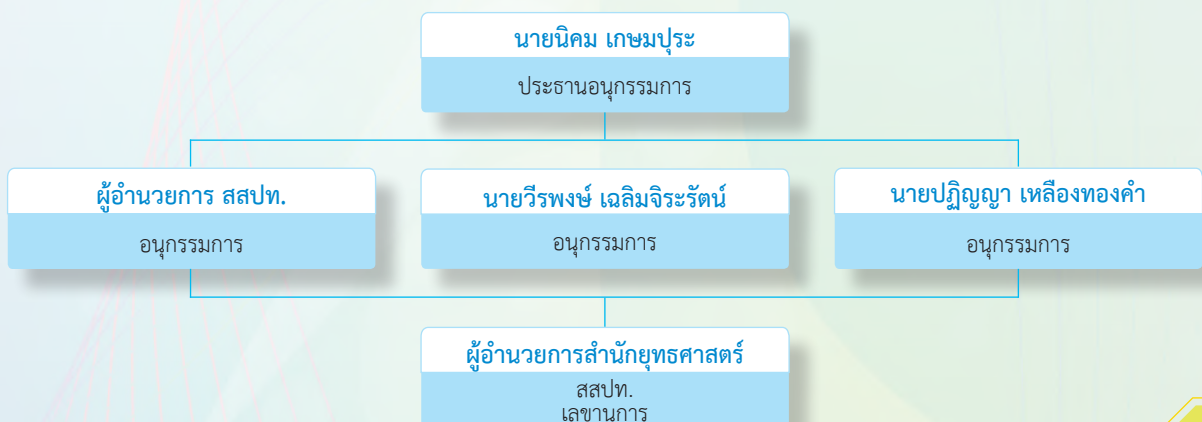 นายนิคม เกษมปุระ
ประธานอนุกรรมการ
ผู้อำนวยการ สสปท.
อนุกรรมการ
นายวีรพงษ์ เฉลิมจิระรัตน์
อนุกรรมการ
นายปฏิญญา เหลืองทองคำ
อนุกรรมการ
ผู้อำนวยการสำนักยุทธศาสตร์
สสปท.
เลขานการ